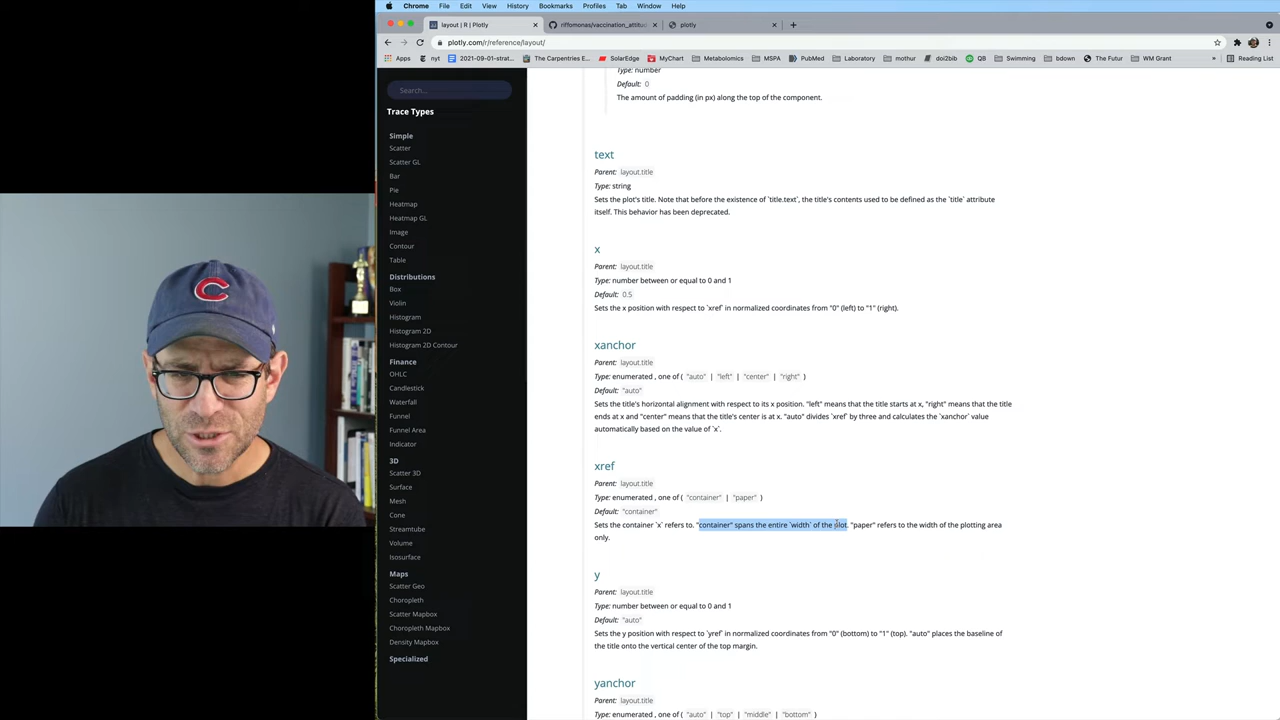 Chrome File Edit View History Bookmarks Profiles Tab Window Help
layout | R | Plotly
riffomonas/vaccination_attitud
plotly
plotly.com/r/reference/layout/
Apps nyt 2021-09-01-strat... The Carpentries E... SolarEdge MyChart Metabolomics MSPA PubMed Laboratory doi2bib QB Swimming bdown The Futur WM Grant » Reading List
Search...
Trace Types
Simple
Scatter
Scatter GL
Bar
Pie
Heatmap
Heatmap GL
Image
Contour
Table
Distributions
Box
Violin
Histogram
Histogram 2D
Histogram 2D Contour
Finance
OHLC
Candlestick
Waterfall
Funnel
Funnel Area
Indicator
3D
Scatter 3D
Surface
Mesh
Cone
Streamtube
Volume
Isosurface
Maps
Scatter Geo
Choropleth
Scatter Mapbox
Choropleth Mapbox
Density Mapbox
Specialized
Type: number
Default: 0
The amount of padding (in px) along the top of the component.
text
Parent: layout.title
Type: string
Sets the plot's title. Note that before the existence of `title.text`, the title's contents used to be defined as the `title` attribute
itself. This behavior has been deprecated.
x
Parent: layout.title
Type: number between or equal to 0 and 1
Default: 0.5
Sets the x position with respect to `xref` in normalized coordinates from "0" (left) to "1" (right).
xanchor
Parent: layout.title
Type: enumerated , one of ( "auto" | "left" | "center" | "right" )
Default: "auto"
Sets the title's horizontal alignment with respect to its x position. "left" means that the title starts at x, "right" means that the title
ends at x and "center" means that the title's center is at x. "auto" divides `xref` by three and calculates the `xanchor` value
automatically based on the value of `x`.
xref
Parent: layout.title
Type: enumerated , one of ( "container" | "paper" )
Default: "container"
Sets the container `x` refers to. "container" spans the entire `width` of the plot. "paper" refers to the width of the plotting area
only.
y
Parent: layout.title
Type: number between or equal to 0 and 1
Default: "auto"
Sets the y position with respect to `yref` in normalized coordinates from "0" (bottom) to "1" (top). "auto" places the baseline of
the title onto the vertical center of the top margin.
yanchor
Parent: layout.title
Type: enumerated , one of ( "auto" | "top" | "middle" | "bottom" )
C